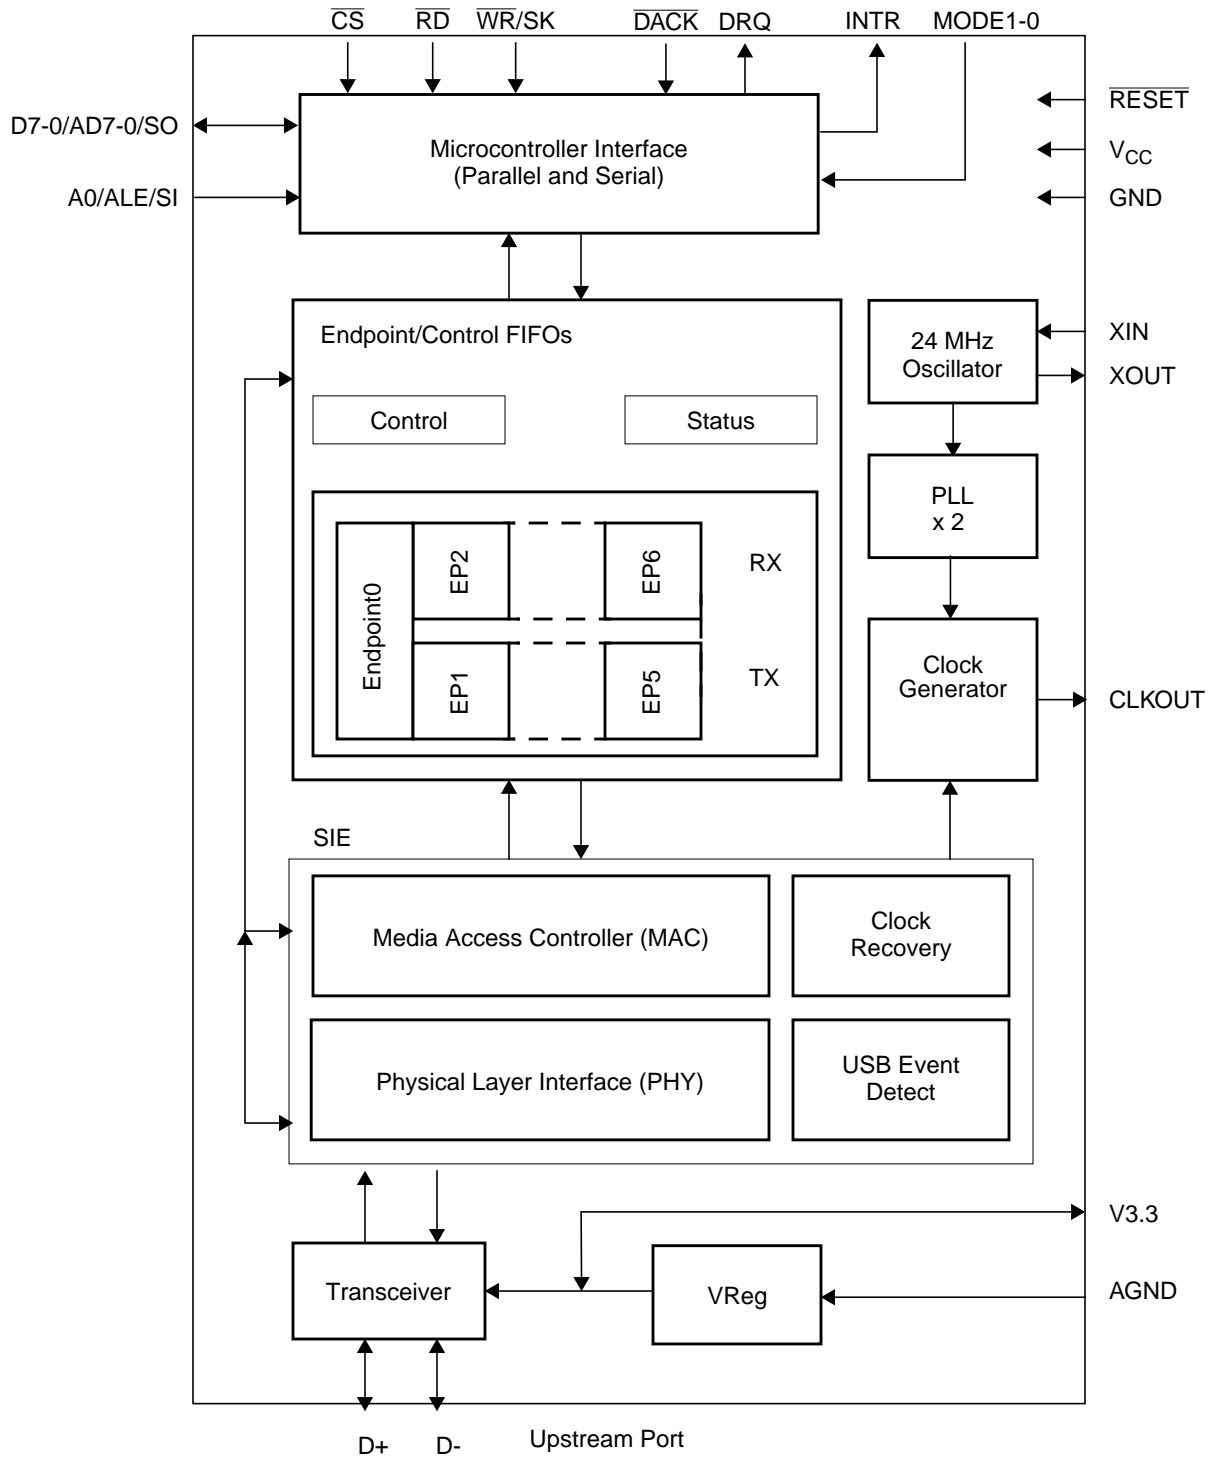 CS RD WR/SK DACK DRQ INTR MODE1-0
RESET
D7-0/AD7-0/SO
Microcontroller Interface
(Parallel and Serial)
VCC
A0/ALE/SI
GND
Endpoint/Control FIFOs
24 MHz
Oscillator
XIN
XOUT
Control
Status
PLL
x 2
Endpoint0
EP2
EP6
RX
EP1
EP5
TX
Clock
Generator
CLKOUT
SIE
Media Access Controller (MAC)
Clock
Recovery
Physical Layer Interface (PHY)
USB Event
Detect
V3.3
Transceiver
VReg
AGND
D+ D-
Upstream Port